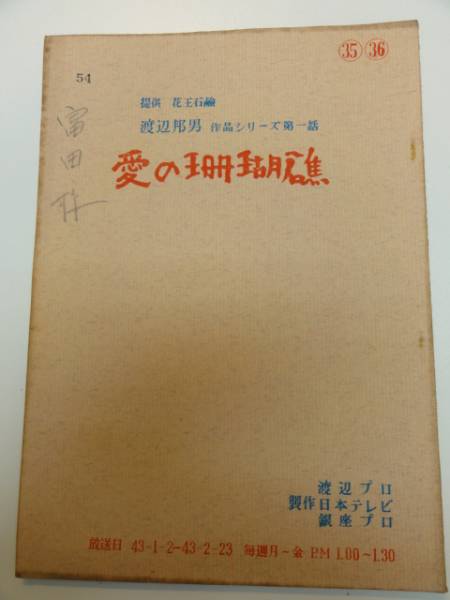 ㉟ ㊱
54
提供 花王石鹸
渡辺邦男 作品シリーズ第一話
愛の珊瑚礁
富田
渡辺プロ
製作日本テレビ
銀座プロ
放送日 43-1-2-43-2-23 毎週月~金 P.M 1.00~1.30